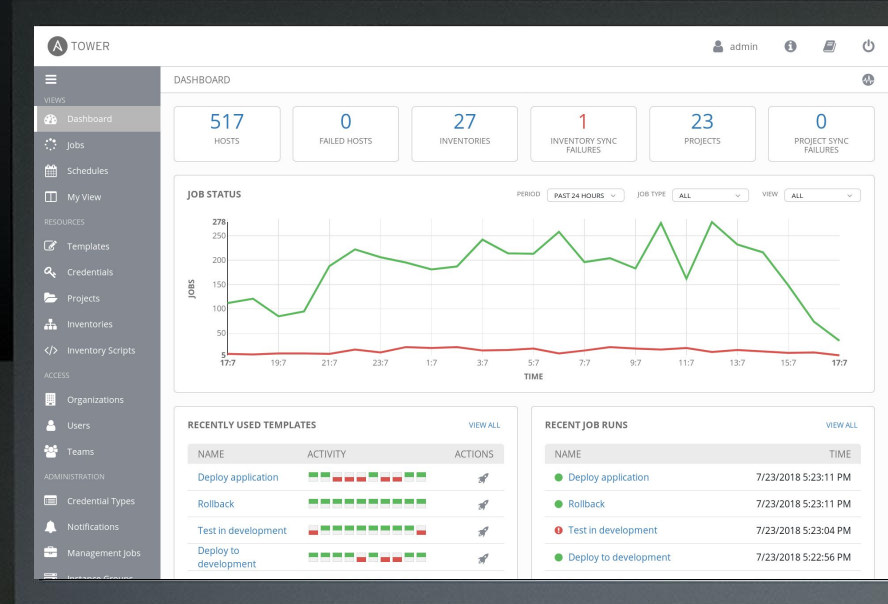 A TOWER
admin
DASHBOARD
VIEWS
Dashboard
Jobs
Schedules
My View
RESOURCES
Templates
Credentials
Projects
Inventories
Inventory Scripts
ACCESS
Organizations
Users
Teams
ADMINISTRATION
Credential Types
Notifications
Management Jobs
Instance Groups
517
HOSTS
0
FAILED HOSTS
27
INVENTORIES
1
INVENTORY SYNC
FAILURES
23
PROJECTS
0
PROJECT SYNC
FAILURES
JOB STATUS
PERIOD PAST 24 HOURS JOB TYPE ALL VIEW ALL
278
250
200
150
100
50
5
JOBS
17:7 19:7 21:7 23:7 1:7 3:7 5:7 7:7 9:7 11:7 13:7 15:7 17:7
TIME
RECENTLY USED TEMPLATES VIEW ALL
NAME ACTIVITY ACTIONS
Deploy application
Rollback
Test in development
Deploy to
development
RECENT JOB RUNS VIEW ALL
NAME TIME
Deploy application 7/23/2018 5:23:11 PM
Rollback 7/23/2018 5:23:11 PM
Test in development 7/23/2018 5:23:04 PM
Deploy to development 7/23/2018 5:22:56 PM